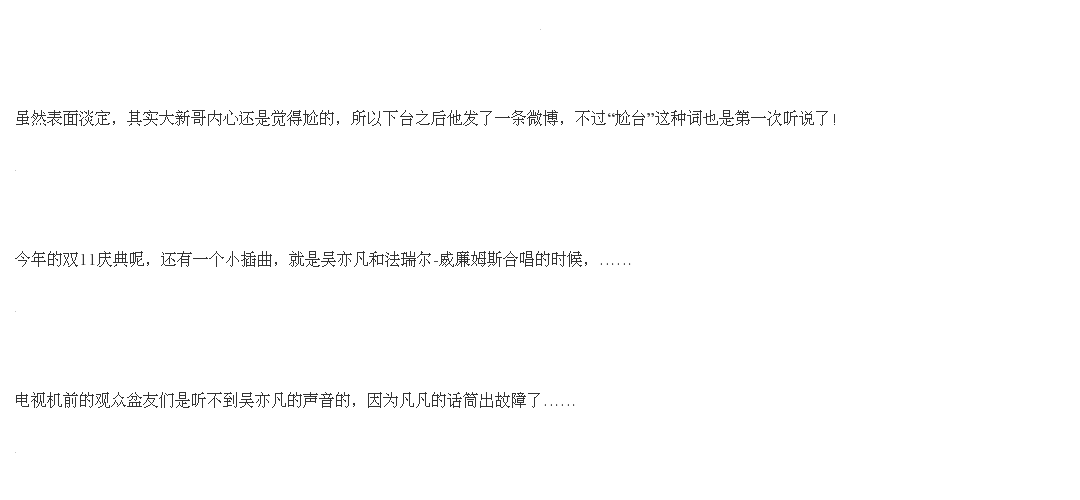 虽然表面淡定，其实大新哥内心还是觉得尬的，所以下台之后他发了一条微博，不过“尬台”这种词也是第一次听说了！
今年的双11庆典呢，还有一个小插曲，就是吴亦凡和法瑞尔-威廉姆斯合唱的时候，……
电视机前的观众盆友们是听不到吴亦凡的声音的，因为凡凡的话筒出故障了……